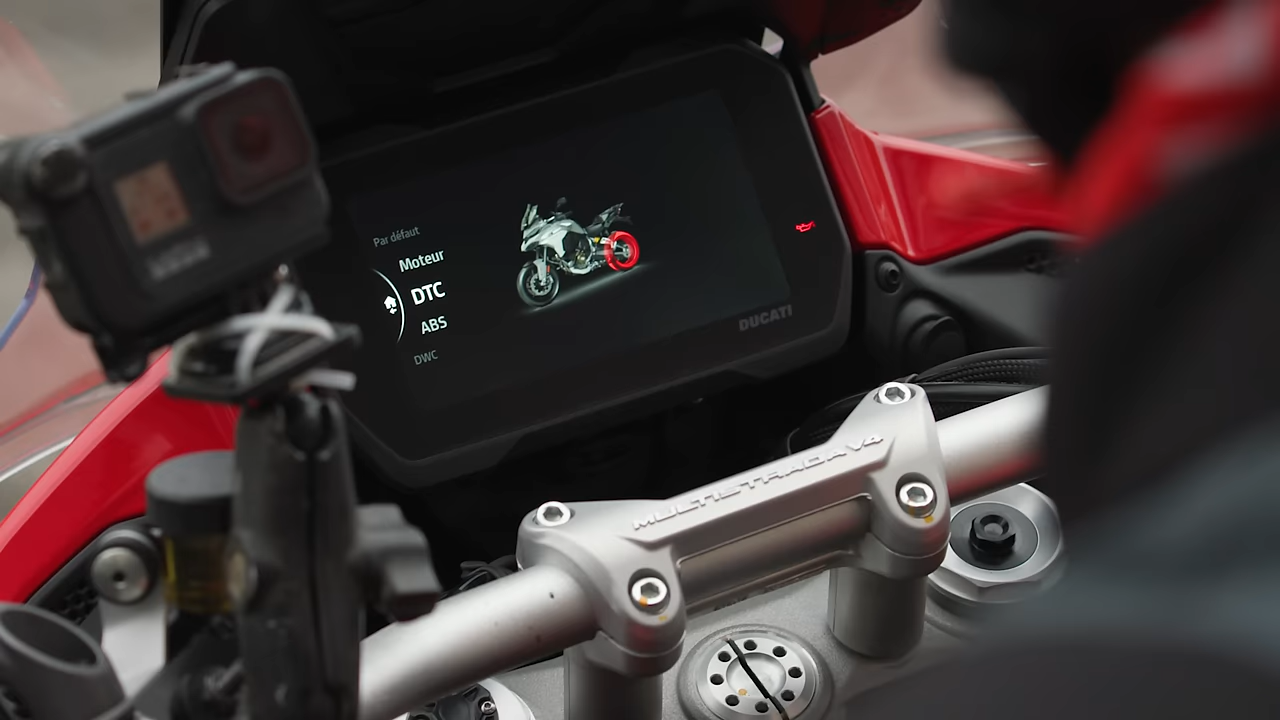 Par défaut
Moteur
DTC
ABS
DWC
DUCATI
MULTISTRADA V4